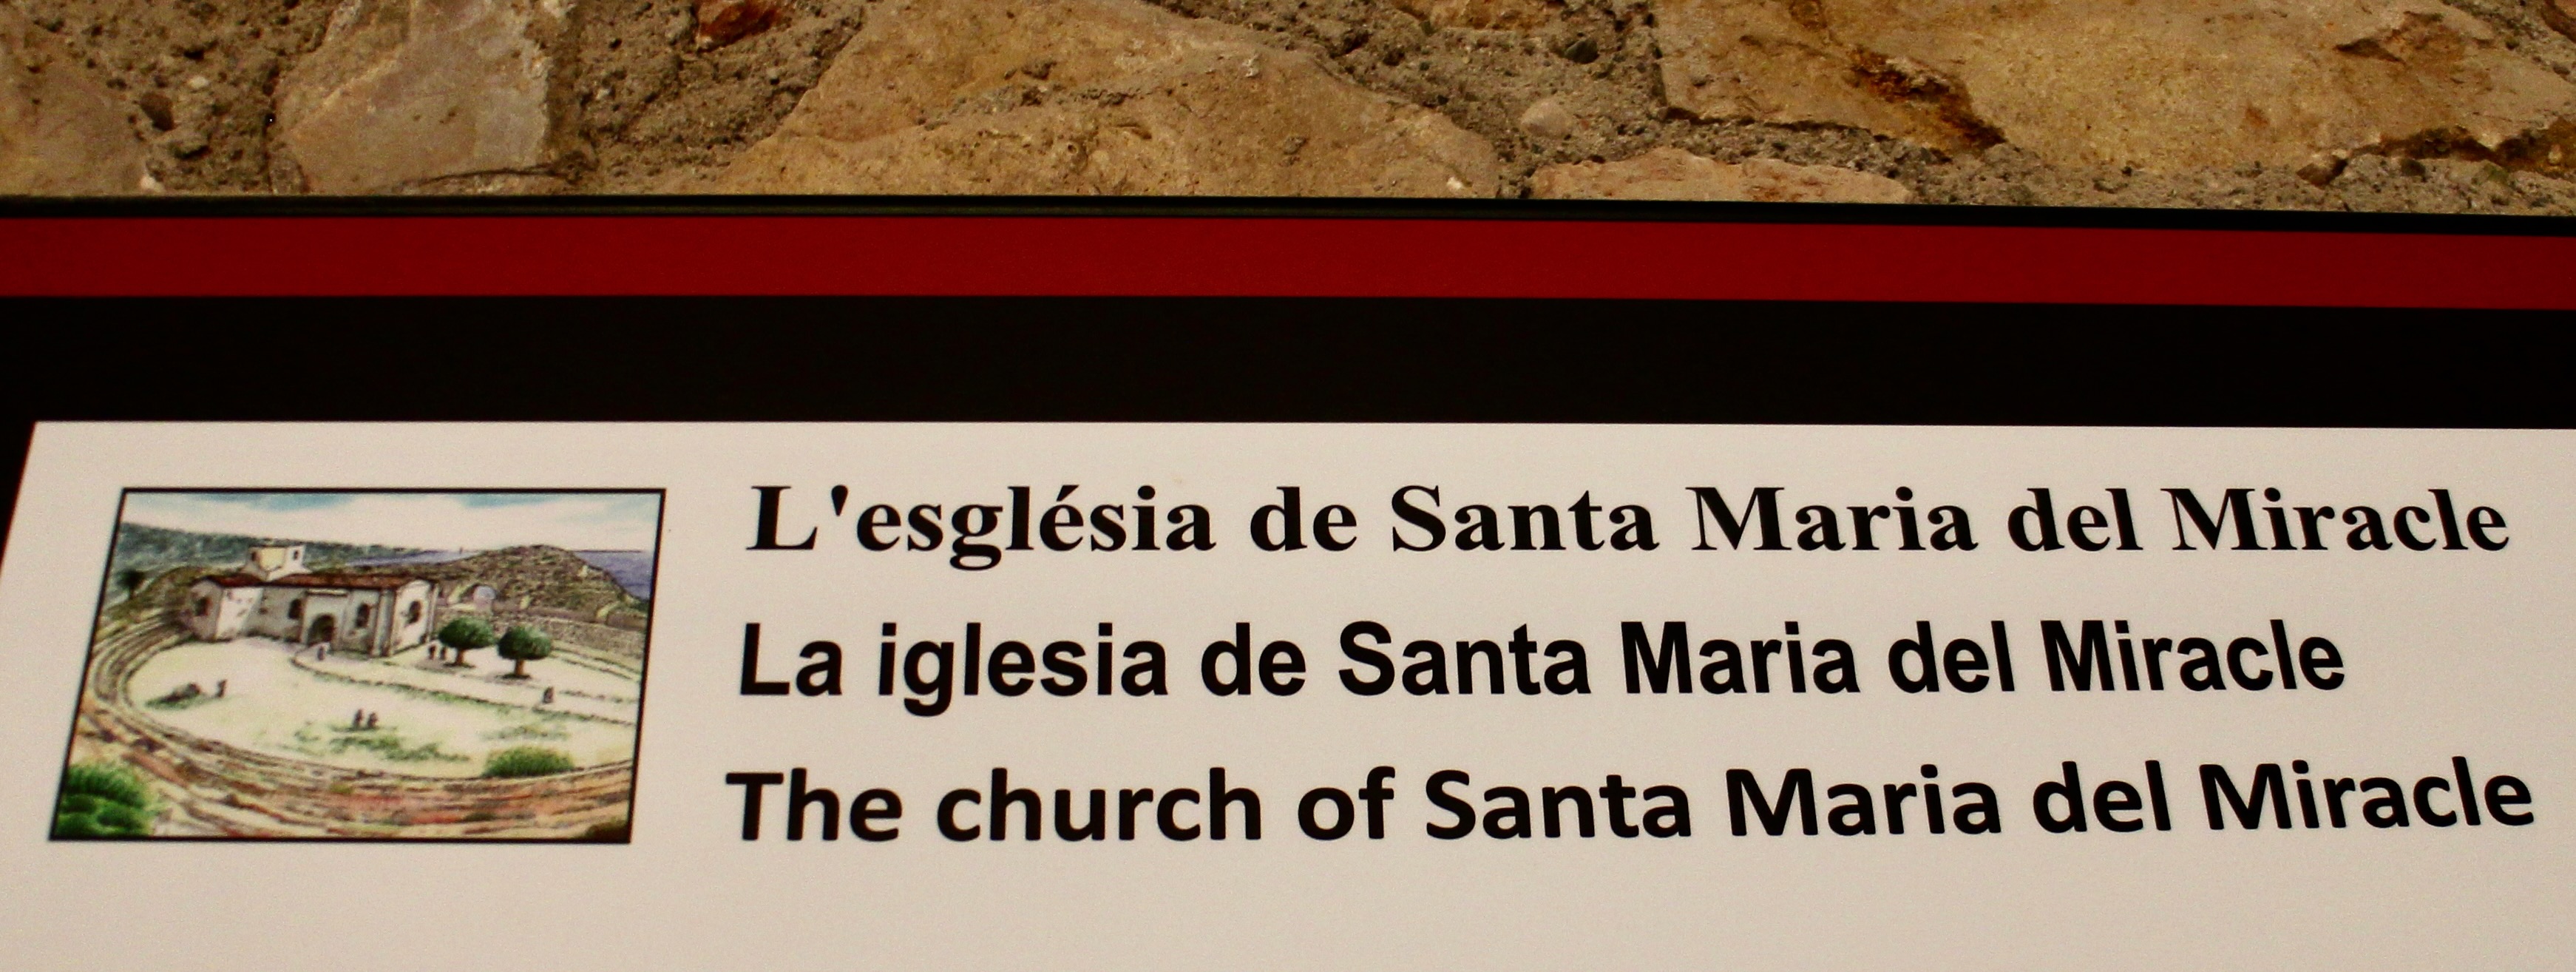 L'església de Santa Maria del Miracle
La iglesia de Santa Maria del Miracle
The church of Santa Maria del Miracle